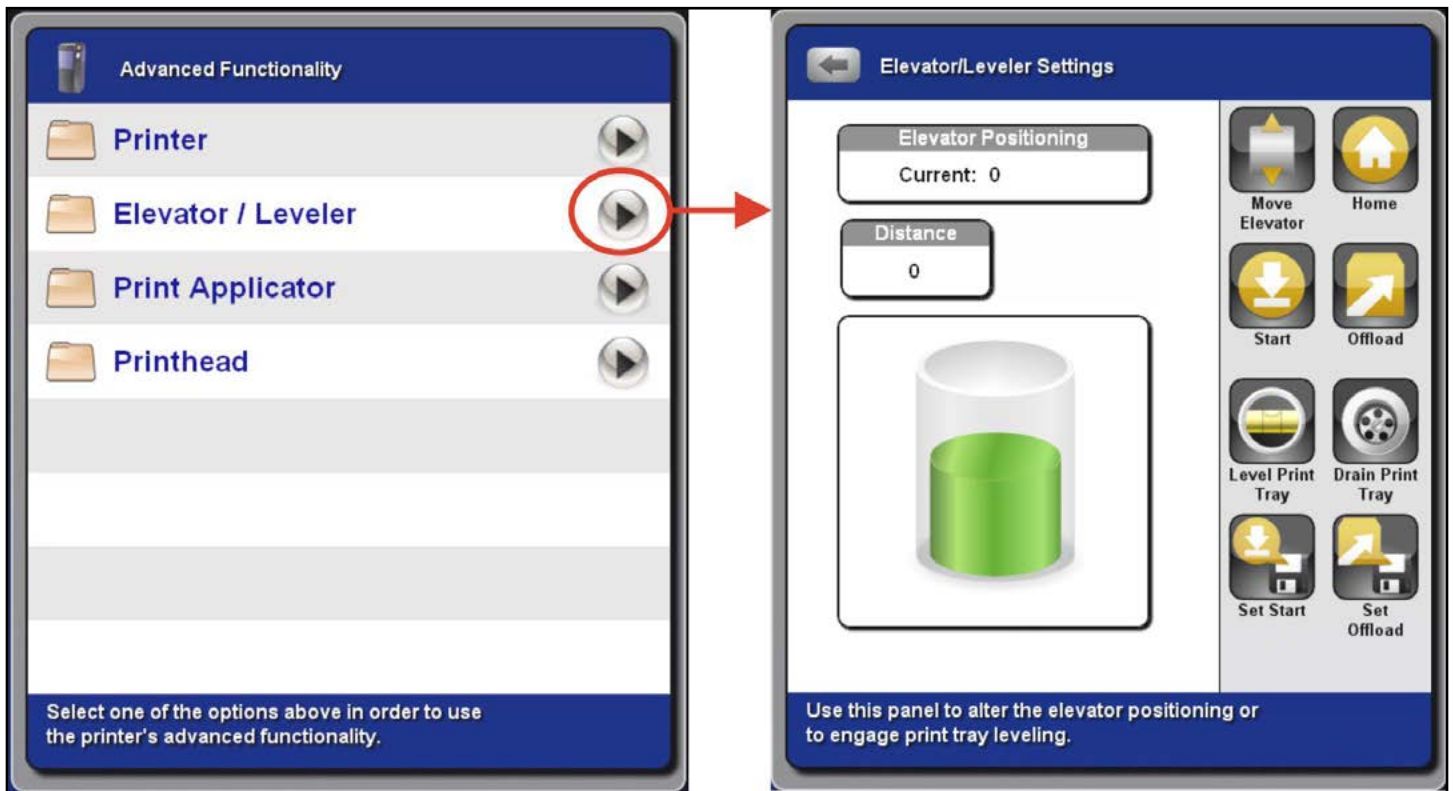 Advanced Functionality
Printer
Elevator / Leveler
Print Applicator
Printhead
Select one of the options above in order to use
the printer's advanced functionality.
Elevator/Leveler Settings
Elevator Positioning
Current: 0
Distance
0
Move
Elevator
Home
Start
Offload
Level Print
Tray
Drain Print
Tray
Set Start
Set
Offload
Use this panel to alter the elevator positioning or
to engage print tray leveling.